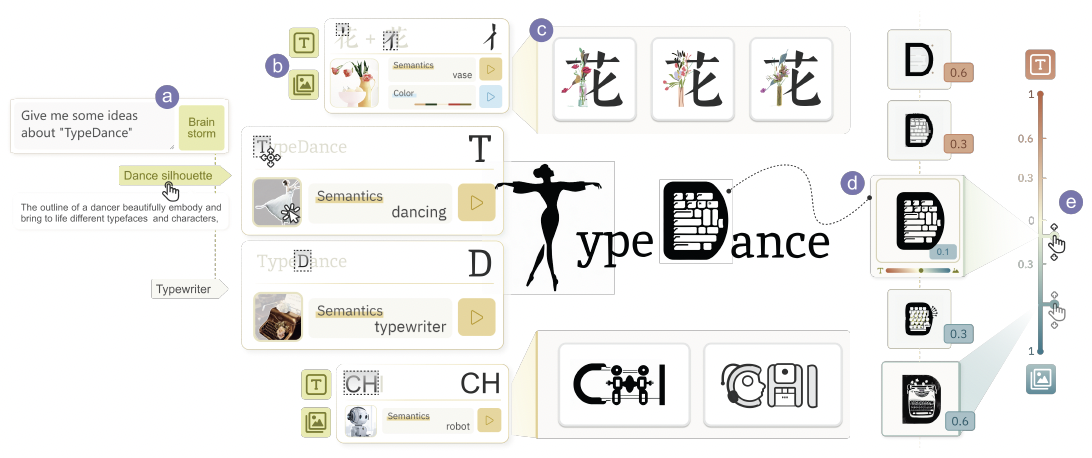 a
Give me some ideas
about "TypeDance"
Brain
storm
Dance silhouette
The outline of a dancer beautifully embody and
bring to life different typefaces and characters,
Typewriter
b
T
花 + 花
亻
Semantics
vase
Color
TypeDance
T
Semantics
dancing
TypeDance
D
Semantics
typewriter
T
CH
CH
Semantics
robot
c
花
花
花
ype Dance
CHI
CHI
d
D
0.6
D
0.3
D
0.1
T
D
0.3
D
0.6
e
T
1
0.6
0.3
0
0.3
1